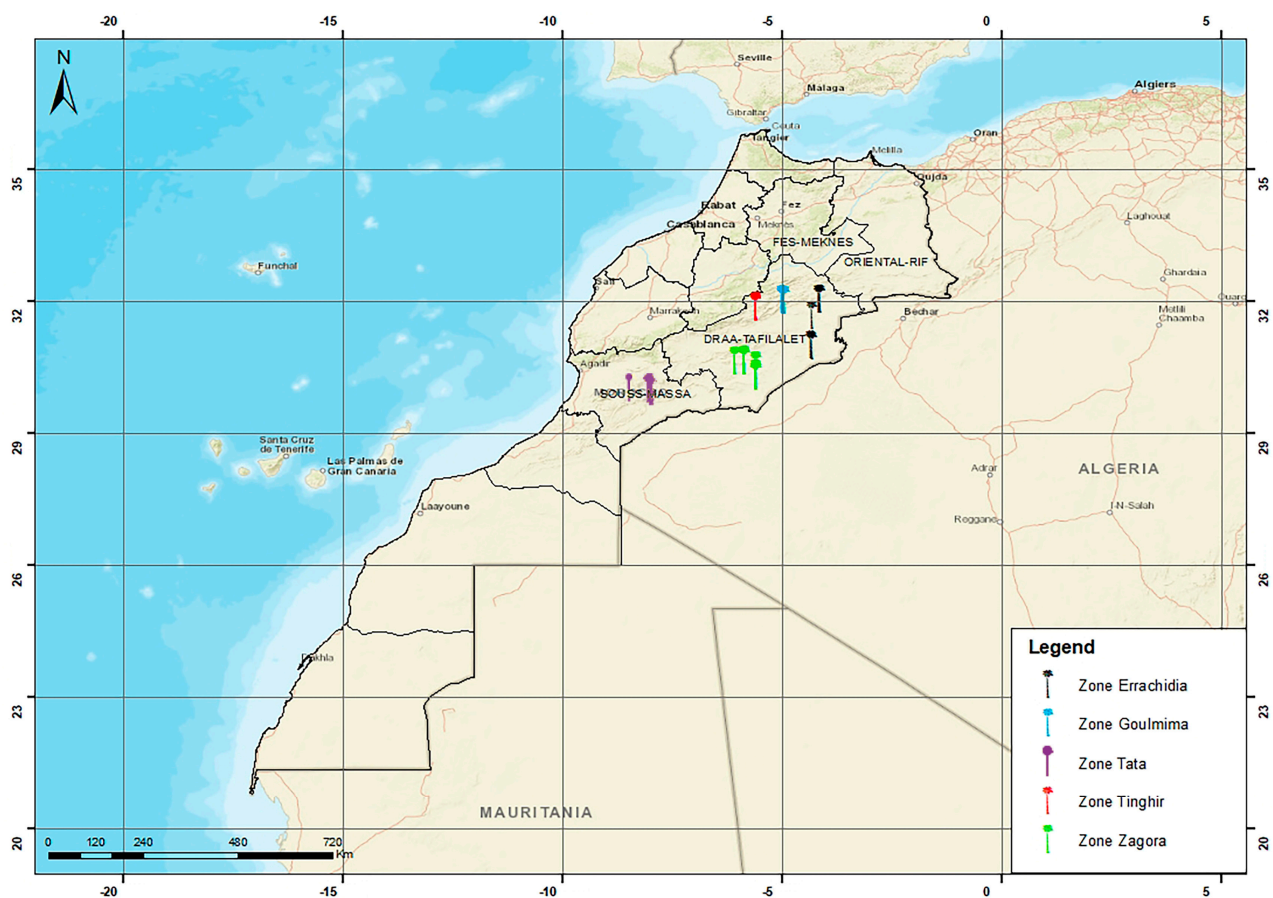 -20 -15 -10 -5 0 5
N
Seville
Malaga
Gibraltar
Ceuta
Tangier
Algiers
Oran
Melilla
Oujda
35 35
Rabat
Fez
Casablanca
Meknes
Laghouat
FES-MEKNES
ORIENTAL-RIF
Funchal
Safi
Ghardaia
32 32
Marrakesh
Bechar
Metlili
Chaamba
DRAA-TAFILALET
Agadir
SOUSS-MASSA
29 29
Santa Cruz
de Tenerife
Las Palmas de
Gran Canaria
Adrar
ALGERIA
Laayoune
Reggane
I-N-Salah
26 26
Dakhla
Legend
Zone Errachidia
23 23
Zone Goulmima
Zone Tata
Zone Tinghir
MAURITANIA
Zone Zagora
20 20
0 120 240 480 720
Km
-20 -15 -10 -5 0 5